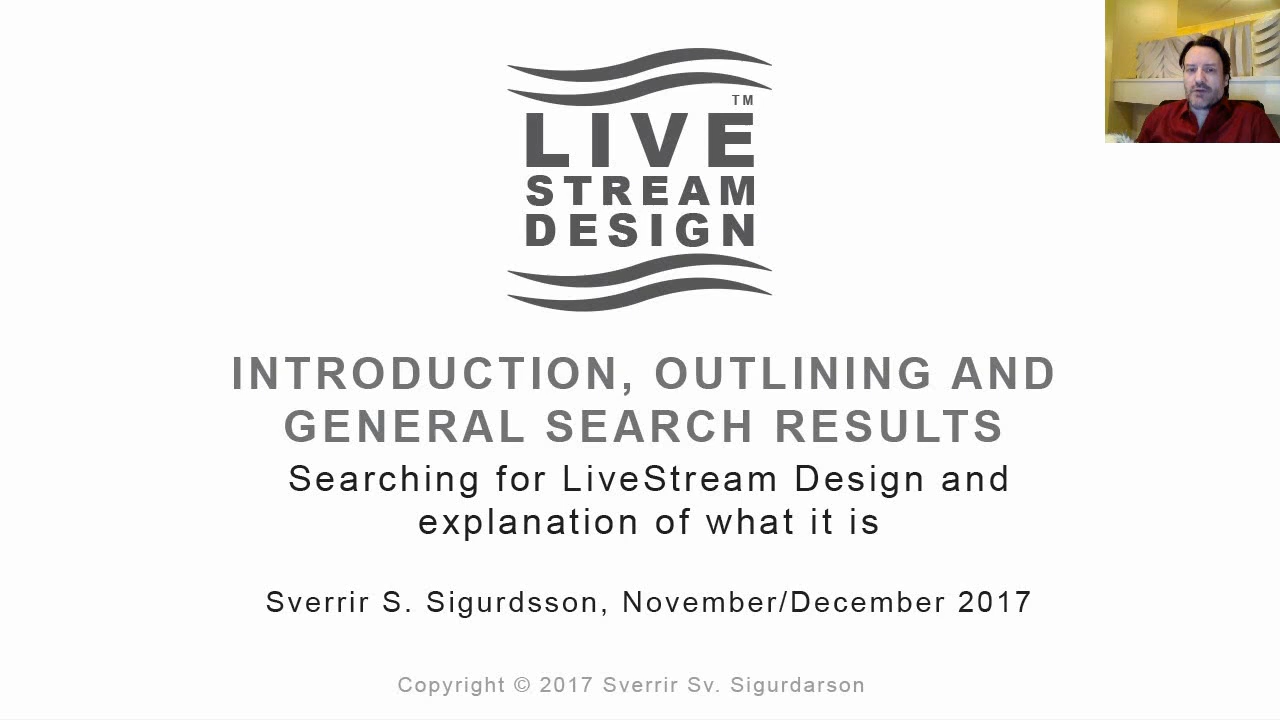 TM
LIVE
STREAM
DESIGN
INTRODUCTION, OUTLINING AND
GENERAL SEARCH RESULTS
Searching for LiveStream Design and
explanation of what it is
Sverrir S. Sigurdsson, November/December 2017
Copyright © 2017 Sverrir Sv. Sigurdarson